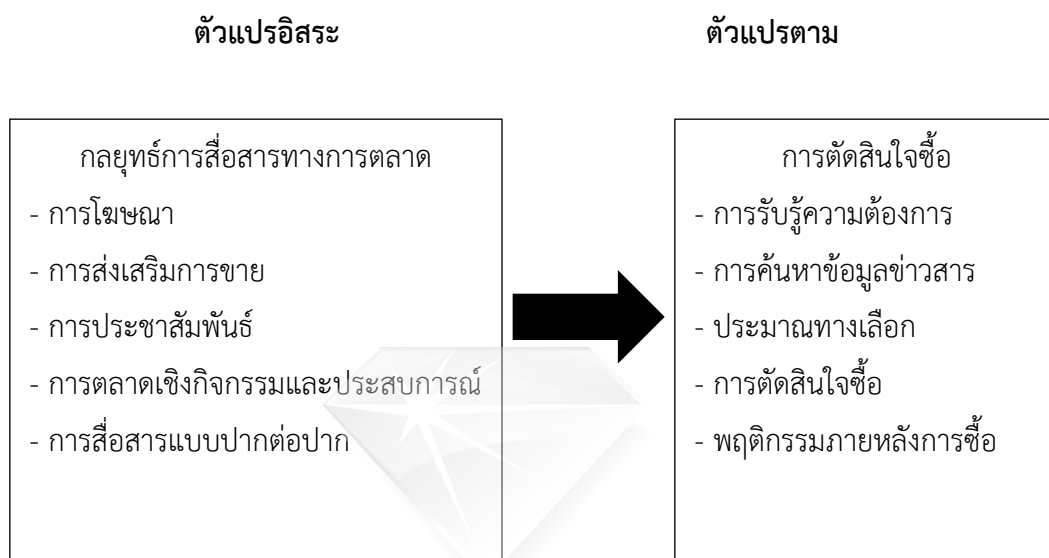 ตัวแปรอิสระ
ตัวแปรตาม
กลยุทธ์การสื่อสารทางการตลาด
- การโฆษณา
- การส่งเสริมการขาย
- การประชาสัมพันธ์
- การตลาดเชิงกิจกรรมและประสบการณ์
- การสื่อสารแบบปากต่อปาก
การตัดสินใจซื้อ
- การรับรู้ความต้องการ
- การค้นหาข้อมูลข่าวสาร
- ประมาณทางเลือก
- การตัดสินใจซื้อ
- พฤติกรรมภายหลังการซื้อ